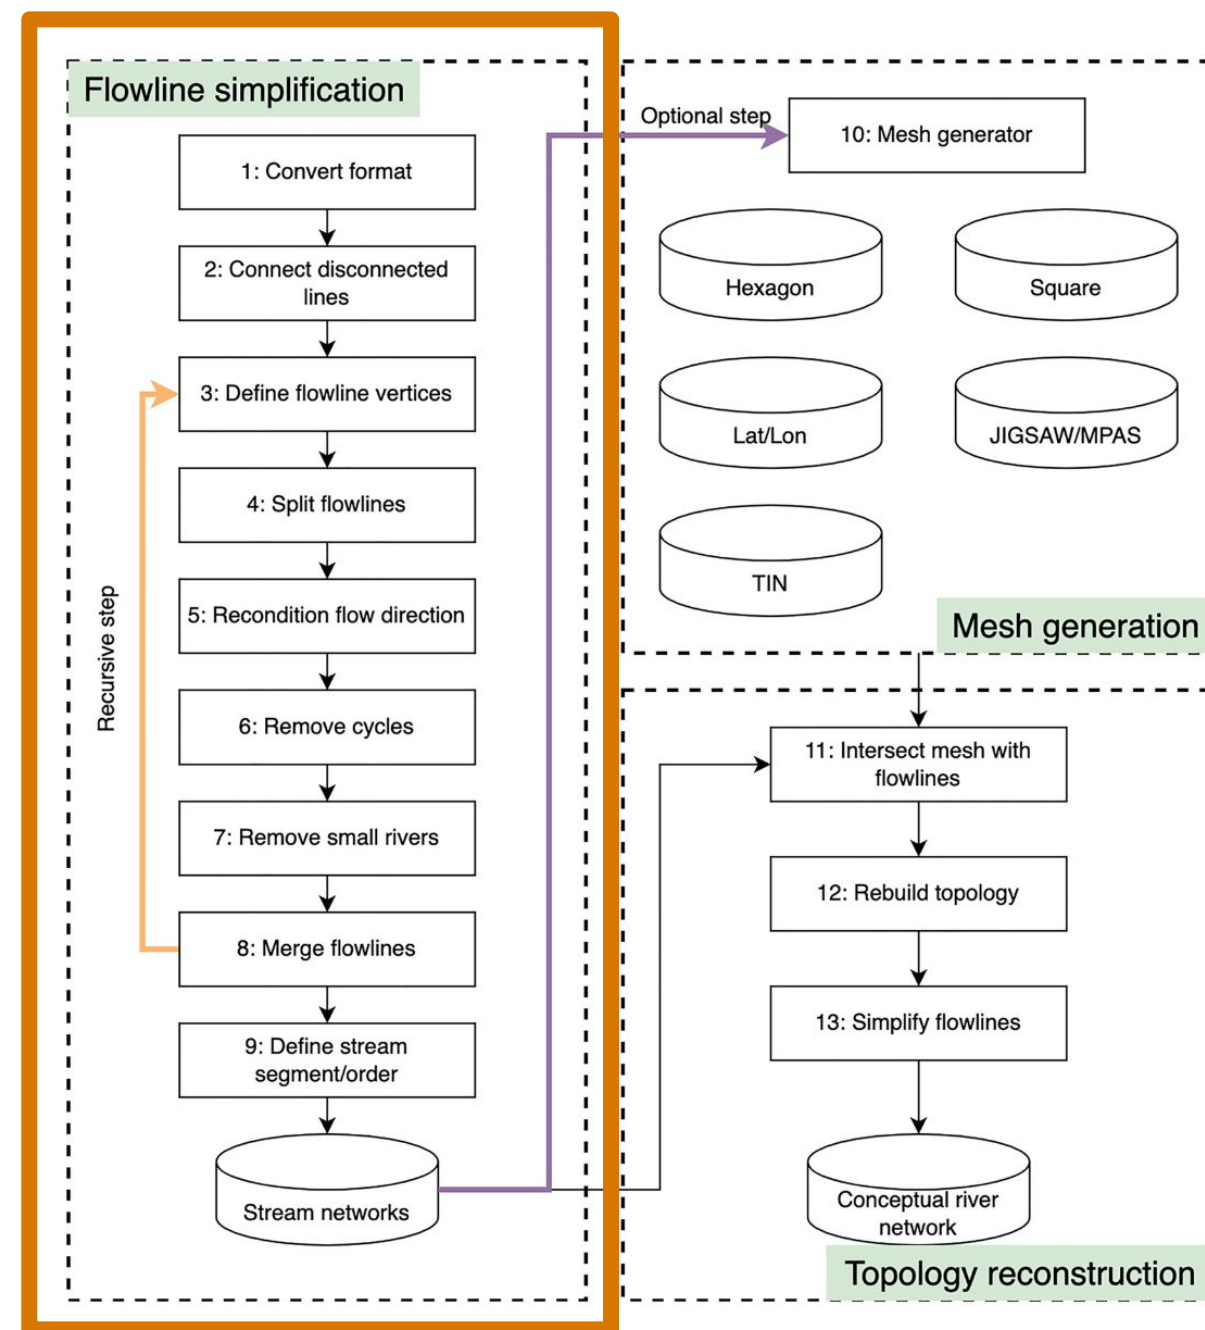 Flowline simplification
1: Convert format
2: Connect disconnected
lines
3: Define flowline vertices
4: Split flowlines
5: Recondition flow direction
6: Remove cycles
7: Remove small rivers
8: Merge flowlines
9: Define stream
segment/order
Stream networks
Recursive step
Optional step
10: Mesh generator
Hexagon
Square
Lat/Lon
JIGSAW/MPAS
TIN
Mesh generation
11: Intersect mesh with
flowlines
12: Rebuild topology
13: Simplify flowlines
Conceptual river
network
Topology reconstruction